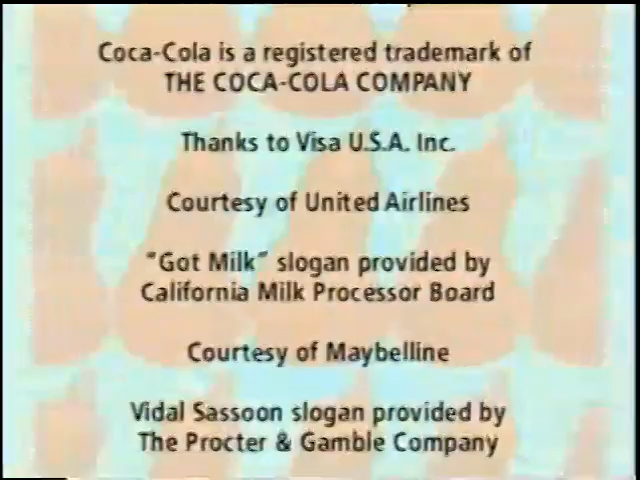 Coca-Cola is a registered trademark of
THE COCA-COLA COMPANY
Thanks to Visa U.S.A. Inc.
Courtesy of United Airlines
"Got Milk" slogan provided by
California Milk Processor Board
Courtesy of Maybelline
Vidal Sassoon slogan provided by
The Procter & Gamble Company